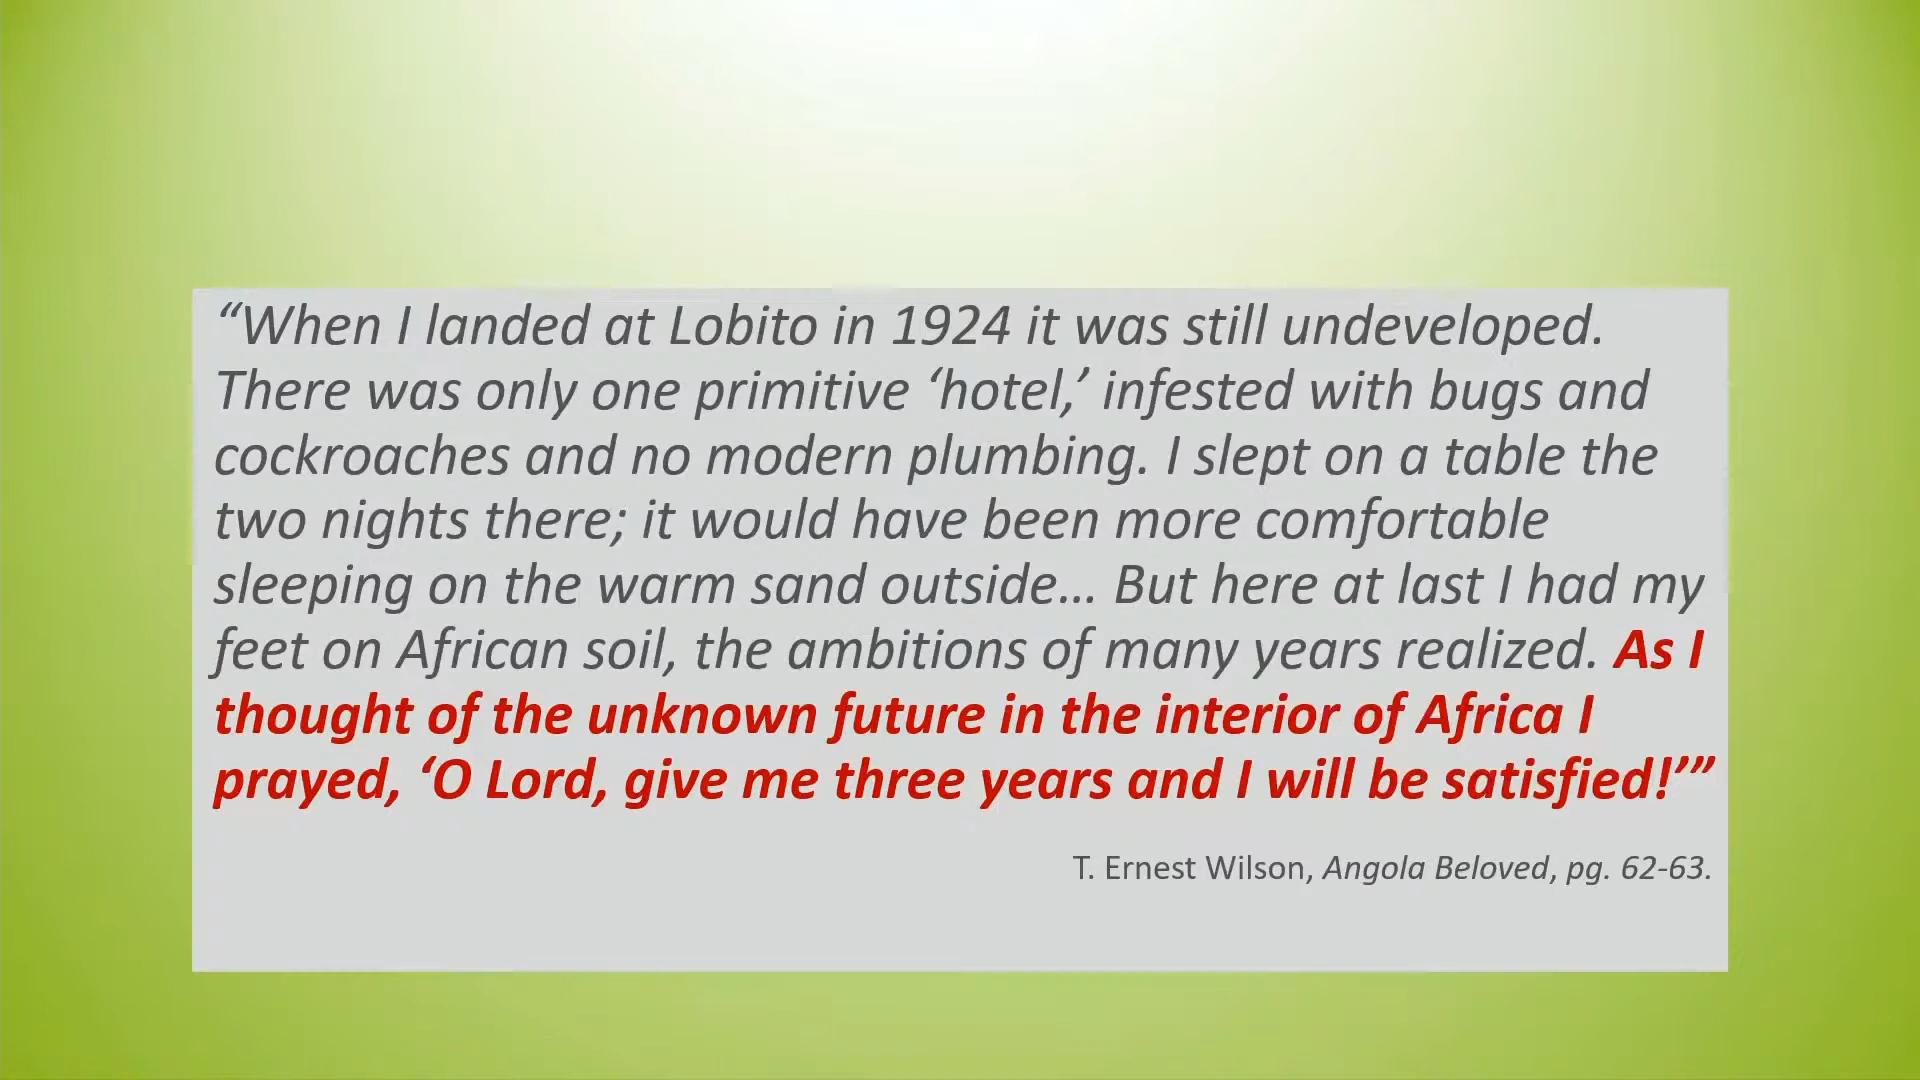 “When I landed at Lobito in 1924 it was still undeveloped.
There was only one primitive ‘hotel,’ infested with bugs and
cockroaches and no modern plumbing. I slept on a table the
two nights there; it would have been more comfortable
sleeping on the warm sand outside… But here at last I had my
feet on African soil, the ambitions of many years realized. As I
thought of the unknown future in the interior of Africa I
prayed, ‘O Lord, give me three years and I will be satisfied!’”
T. Ernest Wilson, Angola Beloved, pg. 62-63.